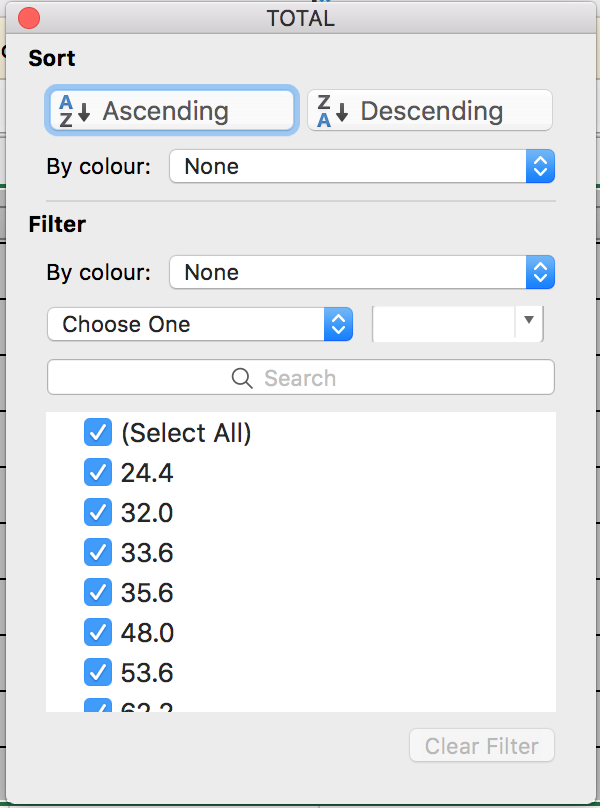 TOTAL
Sort
A Z Ascending
Z A Descending
By colour: None
Filter
By colour: None
Choose One
Search
(Select All)
24.4
32.0
33.6
35.6
48.0
53.6
Clear Filter